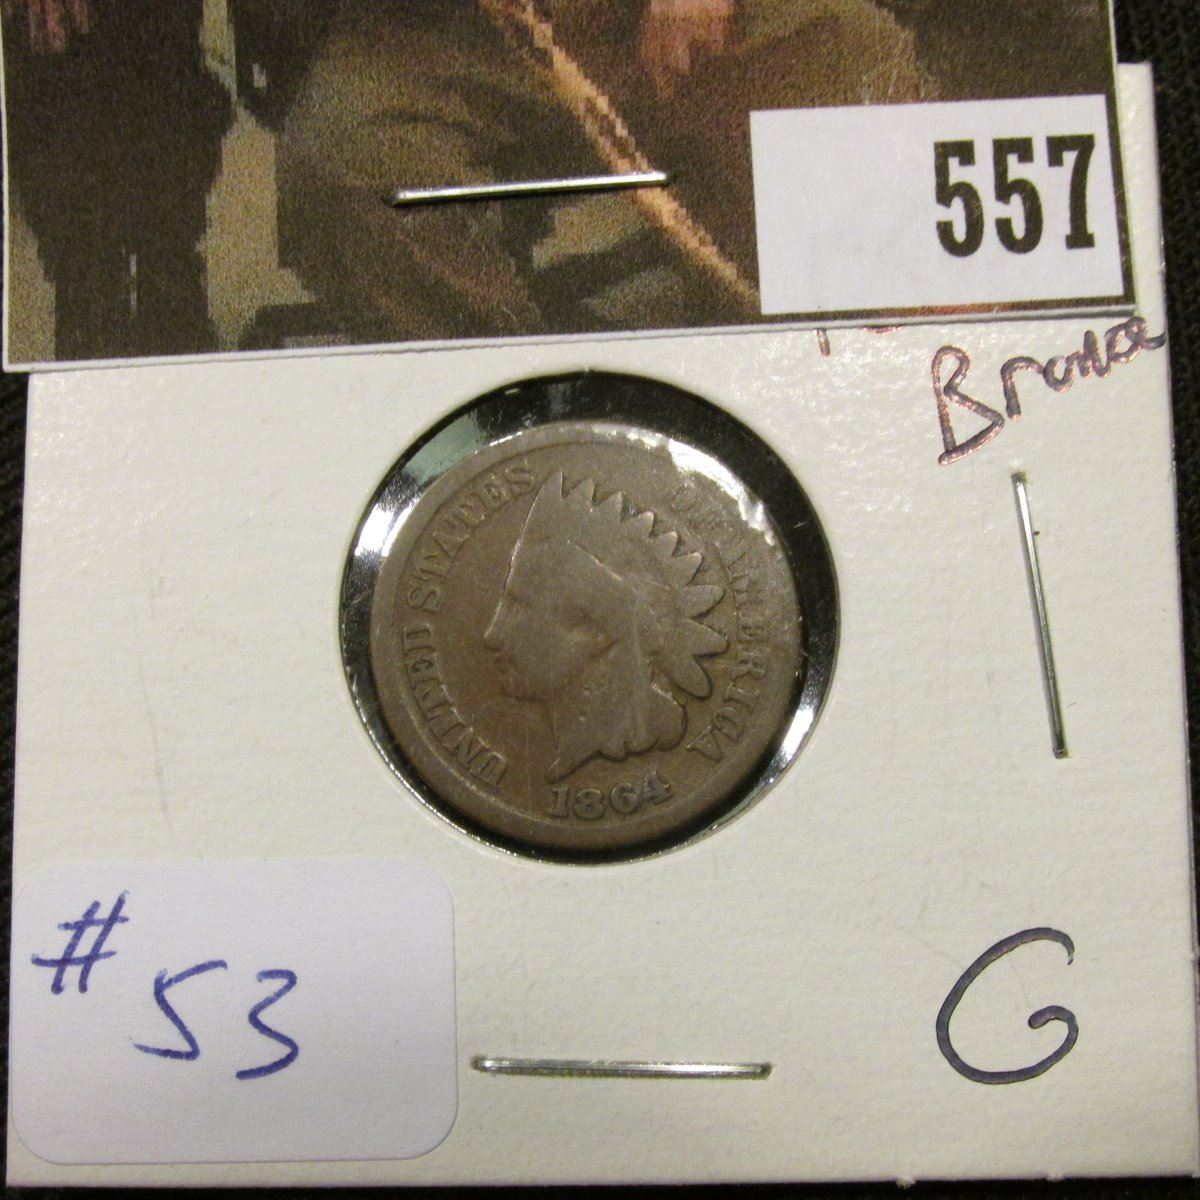 557
Bronze
UNITED STATES OF AMERICA
1864
# 53
G